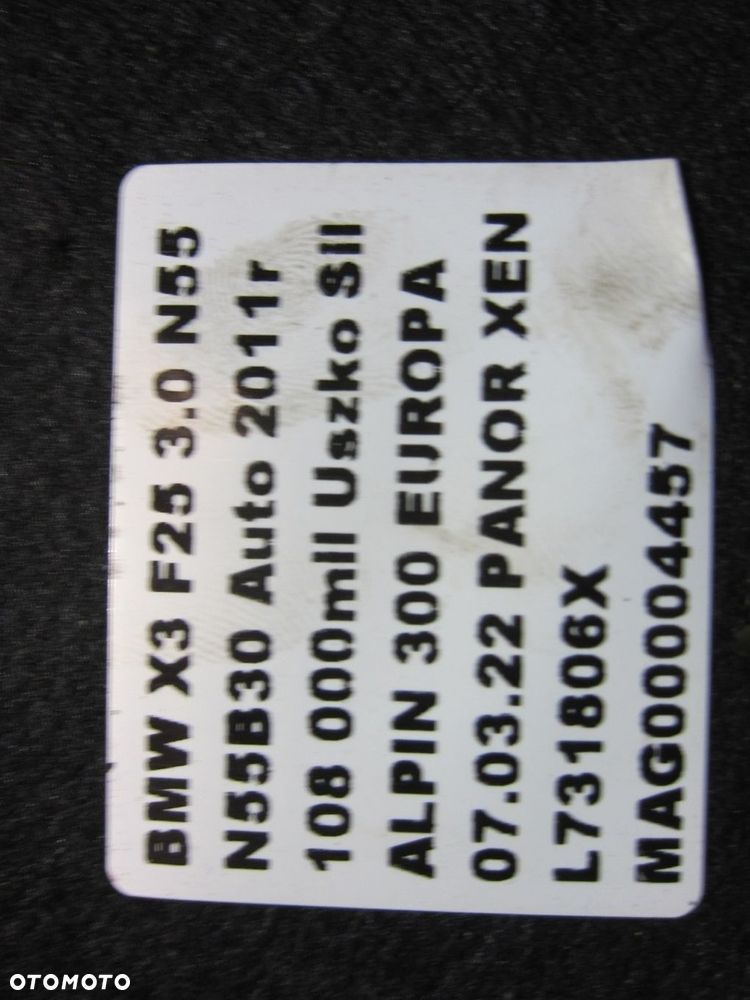 BMW X3 F25 3.0 N55
N55B30 Auto 2011r
108 000mil Uszko Sil
ALPIN 300 EUROPA
07.03.22 PANOR XEN
L731806X
MAG00004457
OTOMOTO